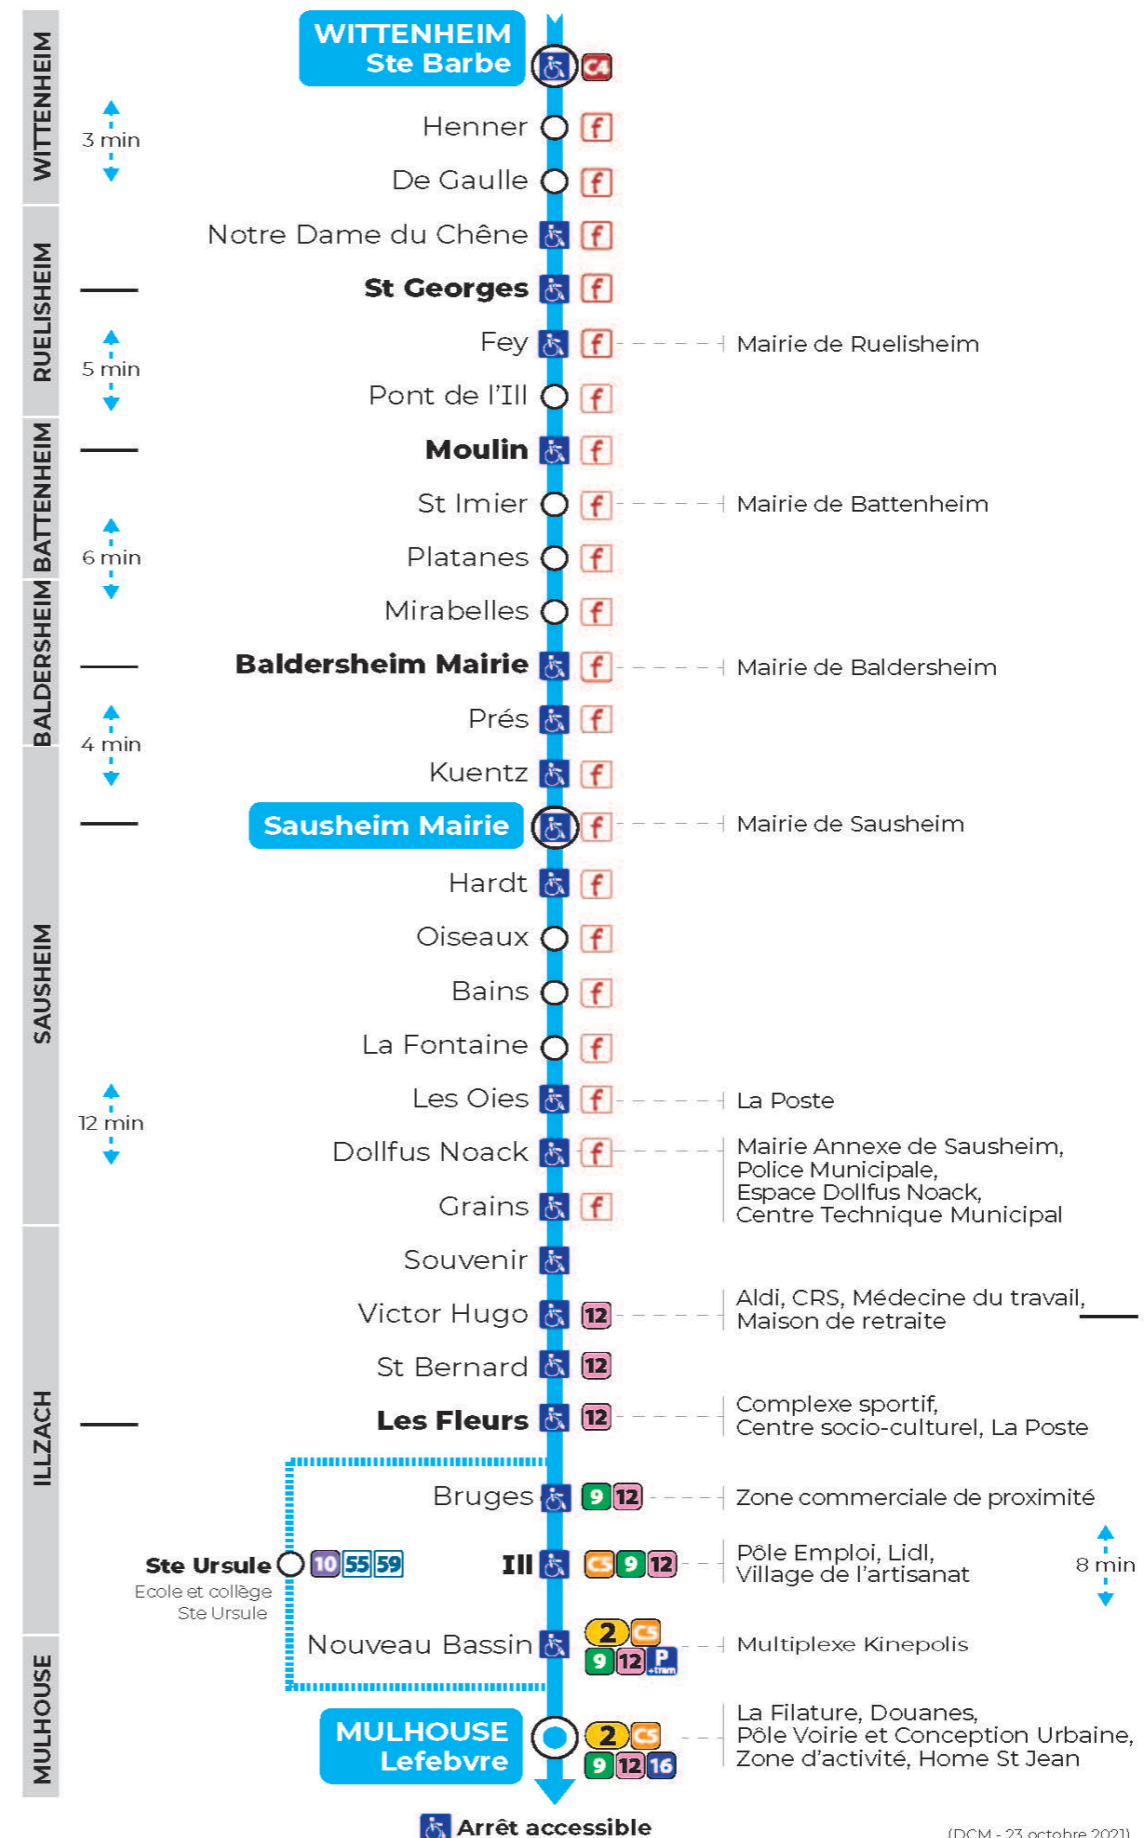 WITTENHEIM
WITTENHEIM
Ste Barbe
C4
3 min
Henner f
De Gaulle f
RUELISHEIM
Notre Dame du Chêne f
St Georges f
5 min
Fey f Mairie de Ruelisheim
Pont de l'Ill f
BATTENHEIM
Moulin f
St Imier f Mairie de Battenheim
6 min
Platanes f
BALDERSHEIM
Mirabelles f
Baldersheim Mairie f Mairie de Baldersheim
Prés f
4 min
Kuentz f
SAUSHEIM
Sausheim Mairie f Mairie de Sausheim
Hardt f
Oiseaux f
Bains f
La Fontaine f
12 min
Les Oies f La Poste
Dollfus Noack f
Mairie Annexe de Sausheim,
Police Municipale,
Espace Dollfus Noack,
Centre Technique Municipal
Grains f
ILLZACH
Souvenir
Victor Hugo 12
Aldi, CRS, Médecine du travail,
Maison de retraite
St Bernard 12
Les Fleurs 12
Complexe sportif,
Centre socio-culturel, La Poste
Bruges 9 12 Zone commerciale de proximité
Ste Ursule 10 55 59
Ecole et collège
Ste Ursule
Ill C5 9 12
Pôle Emploi, Lidl,
Village de l'artisanat
8 min
MULHOUSE
Nouveau Bassin 2 C5
9 12 P +tram
Multiplexe Kinepolis
MULHOUSE
Lefebvre
2 C5
9 12 16
La Filature, Douanes,
Pôle Voirie et Conception Urbaine,
Zone d'activité, Home St Jean
Arrêt accessible
(DCM - 23 octobre 2021)